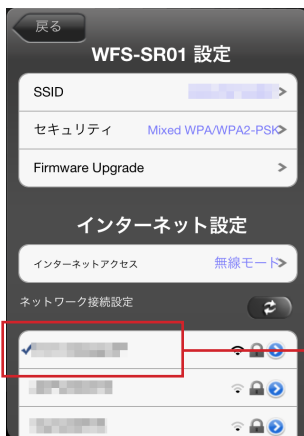 戻る
WFS-SR01 設定
SSID
セキュリティ Mixed WPA/WPA2-PSK
Firmware Upgrade
インターネット設定
インターネットアクセス 無線モード
ネットワーク接続設定